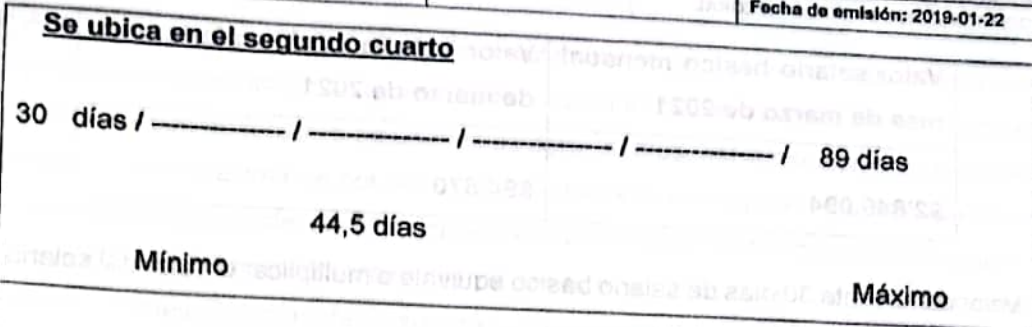 Fecha de emisión: 2019-01-22
Se ubica en el segundo cuarto
30 días / ------------- / ------------- / ------------- / ------------- / 89 días
44,5 días
Mínimo
Máximo